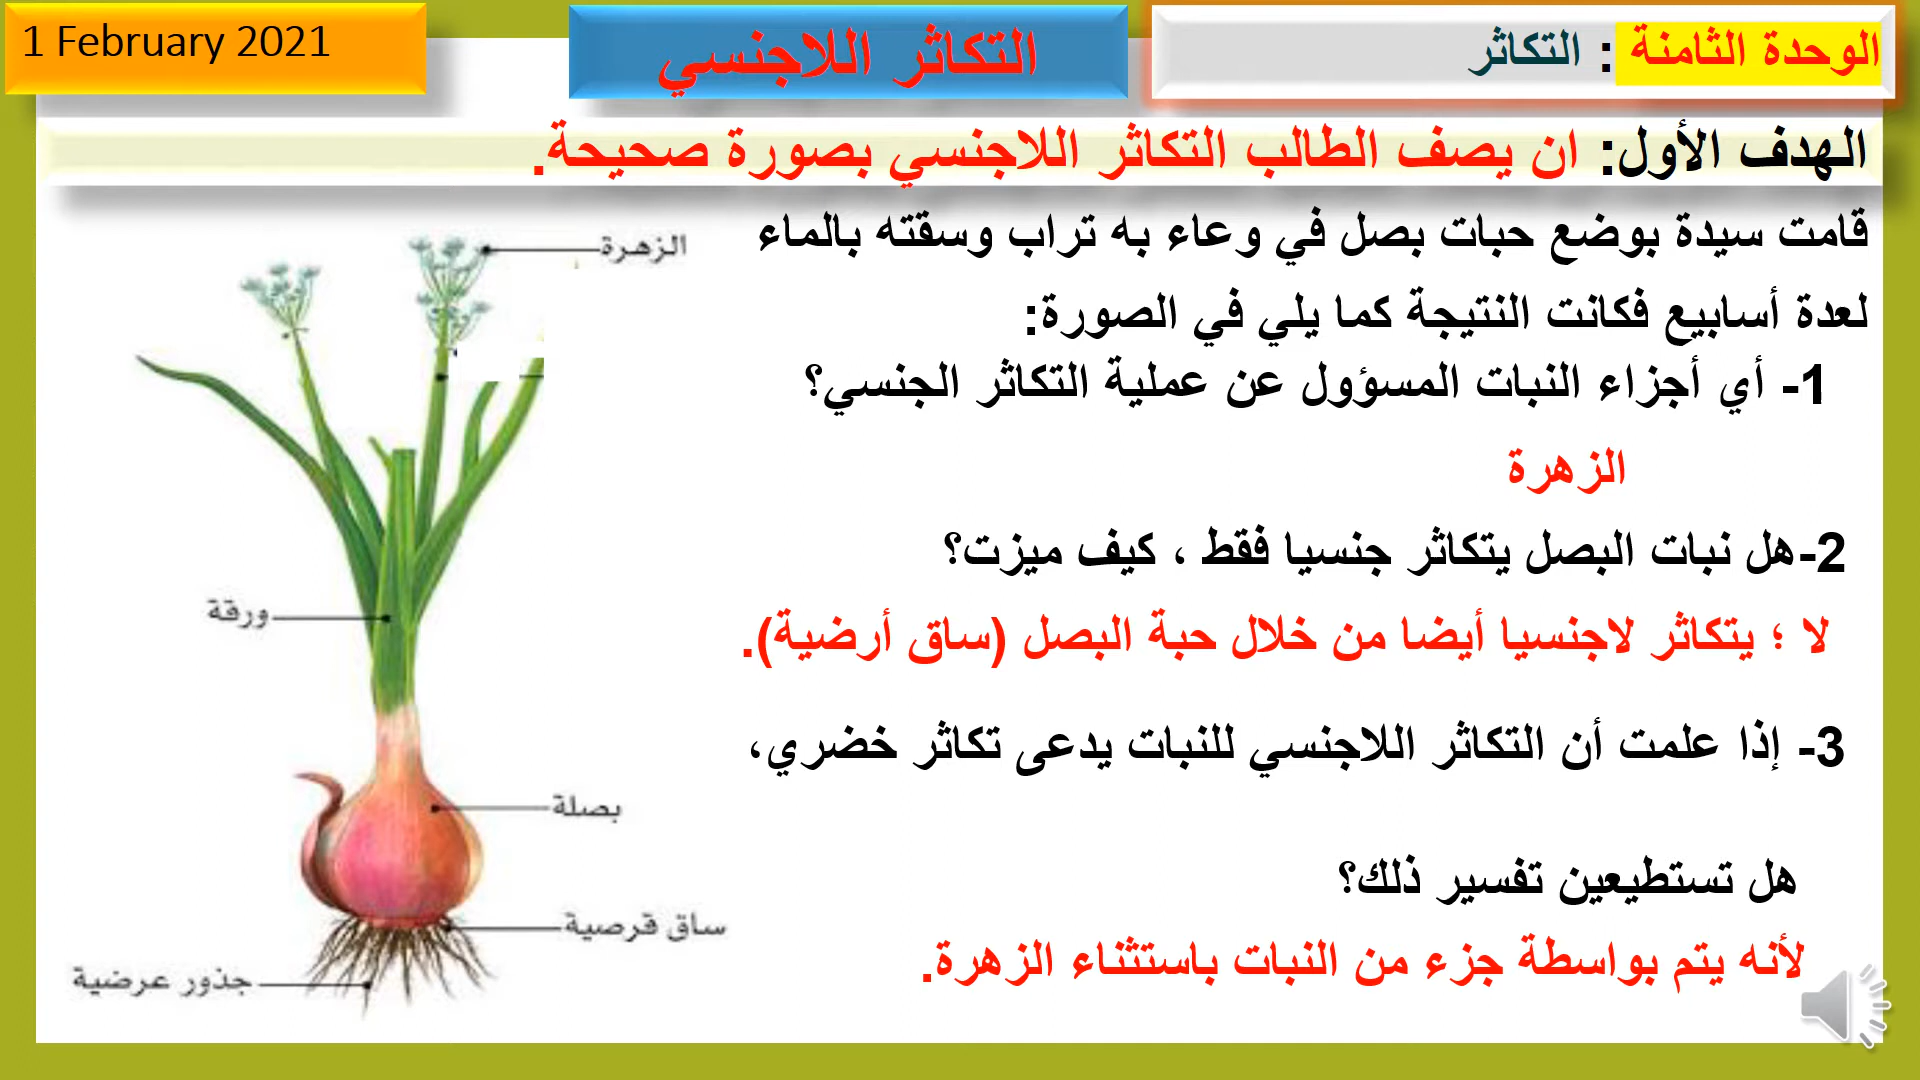 الوحدة الثامنة : التكاثر
التكاثر اللاجنسي
1 February 2021
الهدف الأول: ان يصف الطالب التكاثر اللاجنسي بصورة صحيحة.
قامت سيدة بوضع حبات بصل في وعاء به تراب وسقته بالماء
لعدة أسابيع فكانت النتيجة كما يلي في الصورة:
1- أي أجزاء النبات المسؤول عن عملية التكاثر الجنسي؟
الزهرة
2-هل نبات البصل يتكاثر جنسيا فقط ، كيف ميزت؟
لا ؛ يتكاثر لاجنسيا أيضا من خلال حبة البصل (ساق أرضية).
3- إذا علمت أن التكاثر اللاجنسي للنبات يدعى تكاثر خضري،
هل تستطيعين تفسير ذلك؟
لأنه يتم بواسطة جزء من النبات باستثناء الزهرة.
الزهرة
ورقة
بصلة
ساق قرصية
جذور عرضية